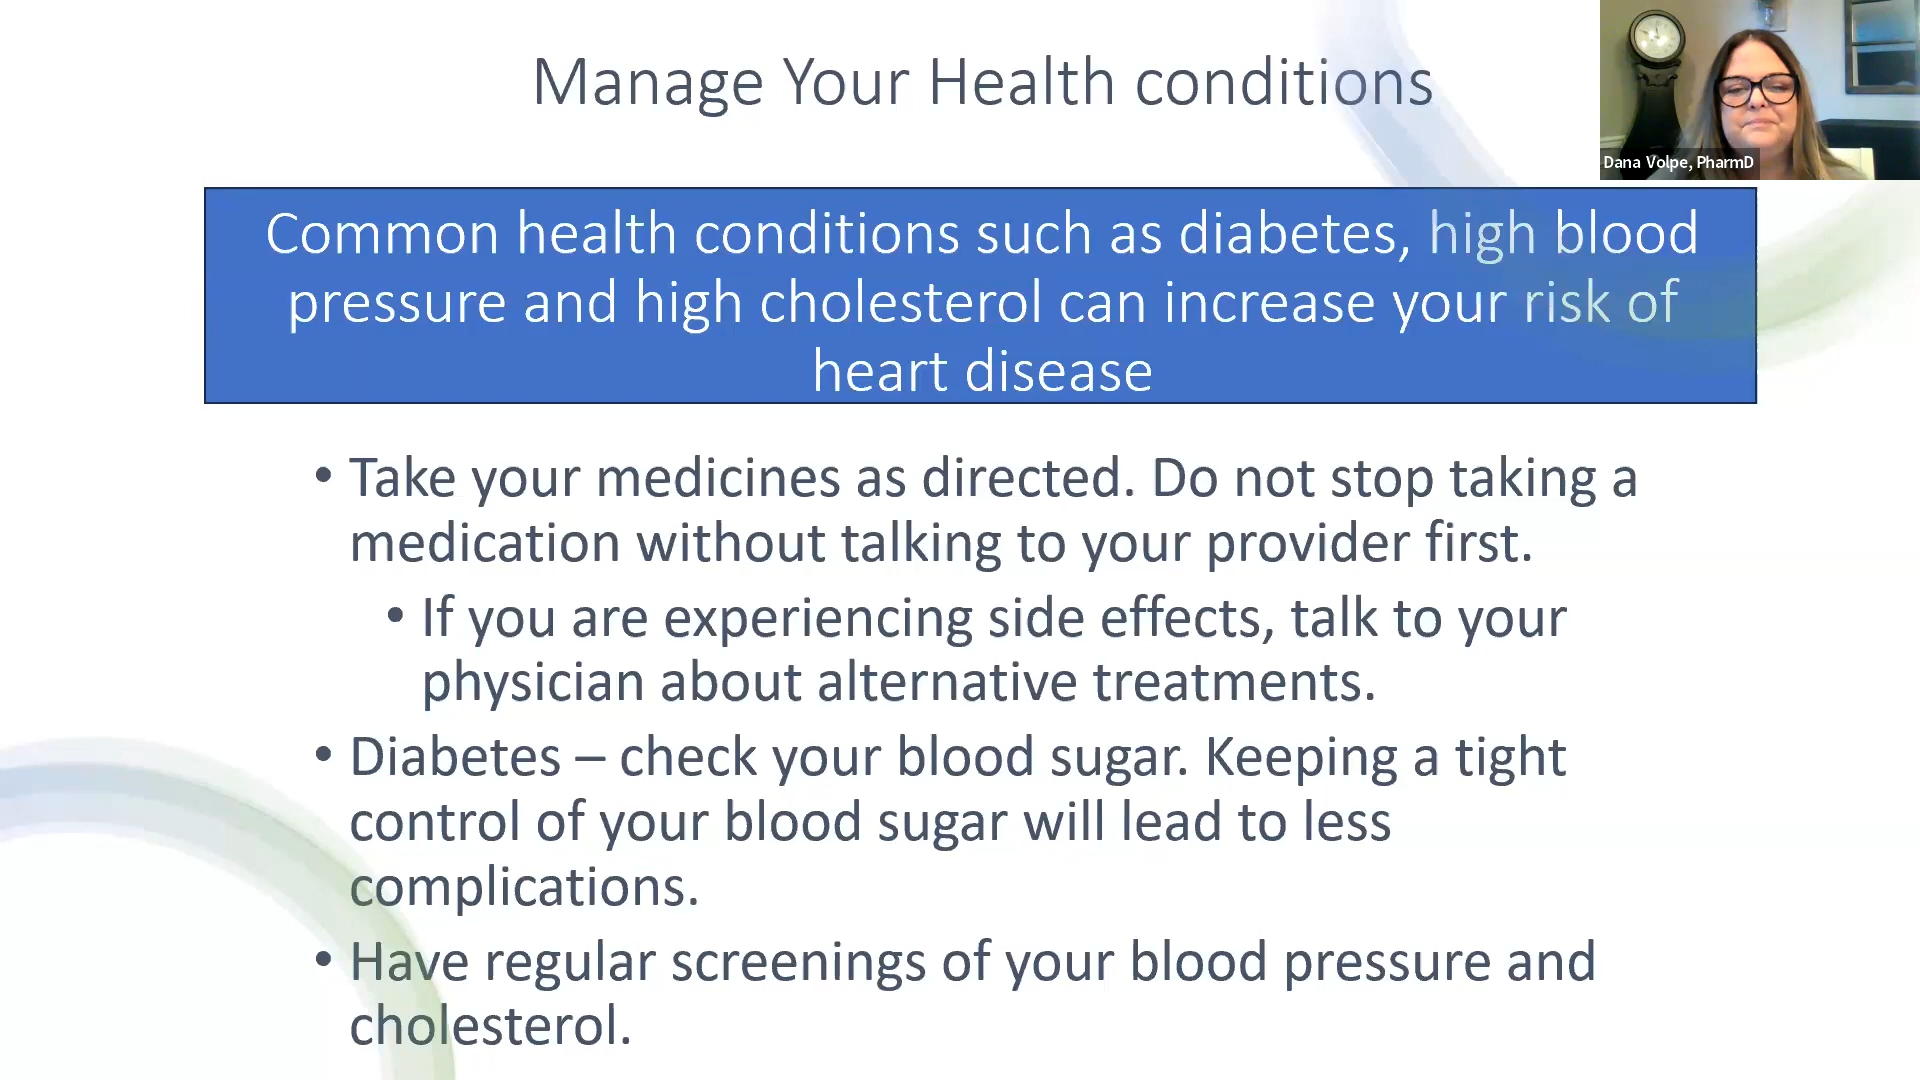 Manage Your Health conditions
Dana Volpe, PharmD
Common health conditions such as diabetes, high blood
pressure and high cholesterol can increase your risk of
heart disease
• Take your medicines as directed. Do not stop taking a
medication without talking to your provider first.
• If you are experiencing side effects, talk to your
physician about alternative treatments.
• Diabetes – check your blood sugar. Keeping a tight
control of your blood sugar will lead to less
complications.
• Have regular screenings of your blood pressure and
cholesterol.